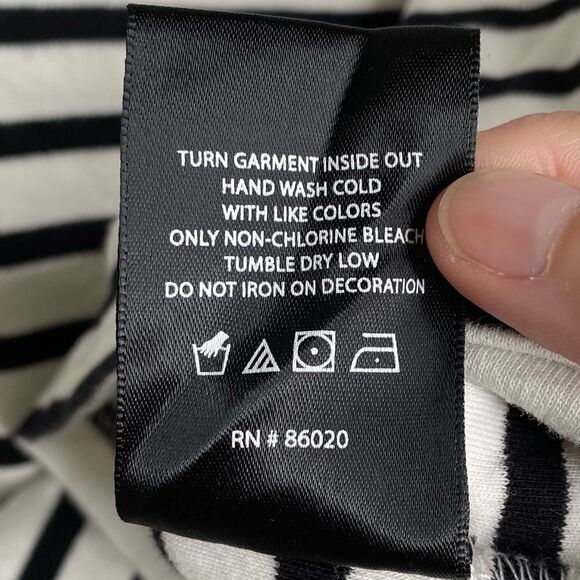 TURN GARMENT INSIDE OUT
HAND WASH COLD
WITH LIKE COLORS
ONLY NON-CHLORINE BLEACH
TUMBLE DRY LOW
DO NOT IRON ON DECORATION
RN # 86020